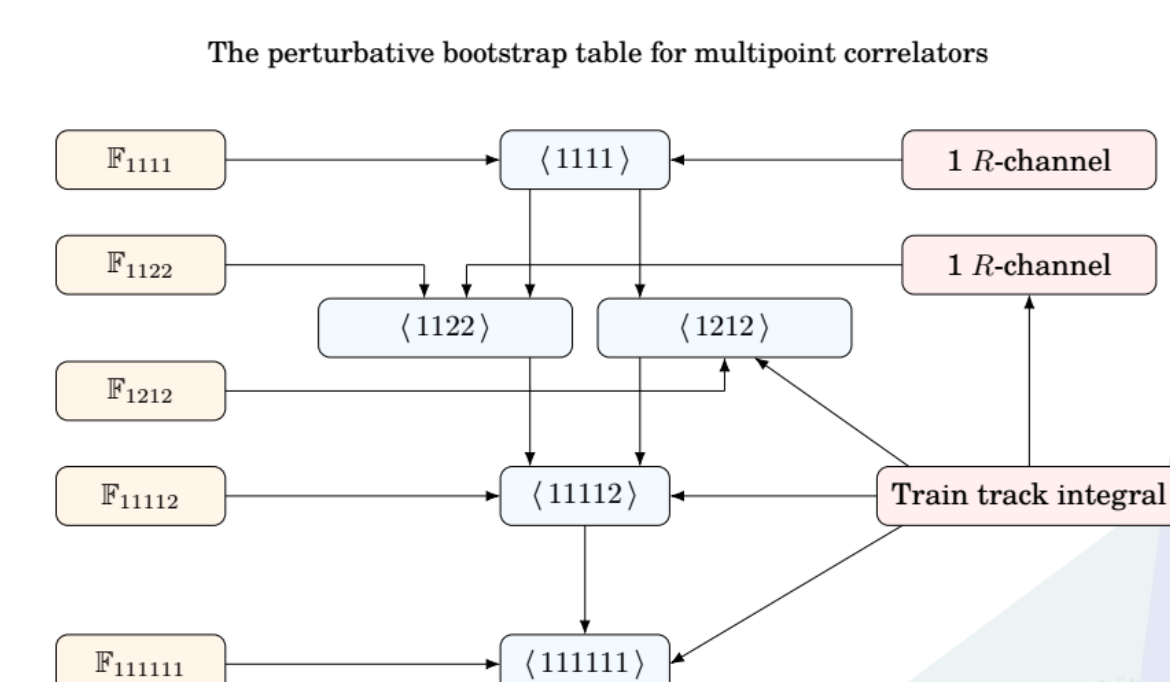 The perturbative bootstrap table for multipoint correlators
𝔽₁₁₁₁
⟨1111⟩
1 R-channel
𝔽₁₁₂₂
1 R-channel
⟨1122⟩
⟨1212⟩
𝔽₁₂₁₂
𝔽₁₁₁₁₂
⟨11112⟩
Train track integral
𝔽₁₁₁₁₁₁
⟨111111⟩